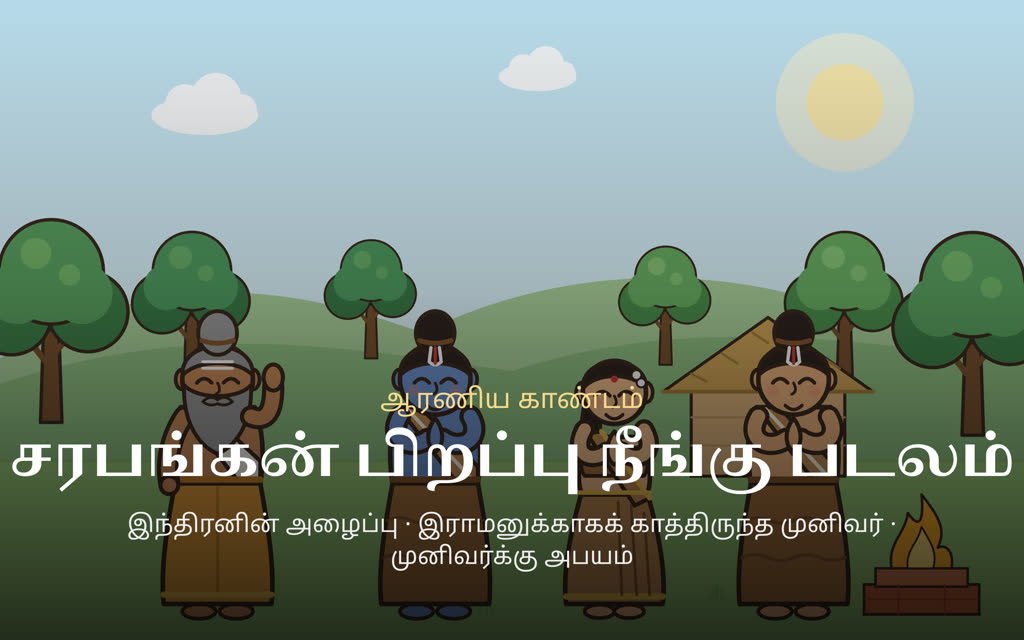 ஆரணிய காண்டம்
சரபங்கன் பிறப்பு நீங்கு படலம்
இந்திரனின் அழைப்பு · இராமனுக்காகக் காத்திருந்த முனிவர் ·
முனிவர்க்கு அபயம்